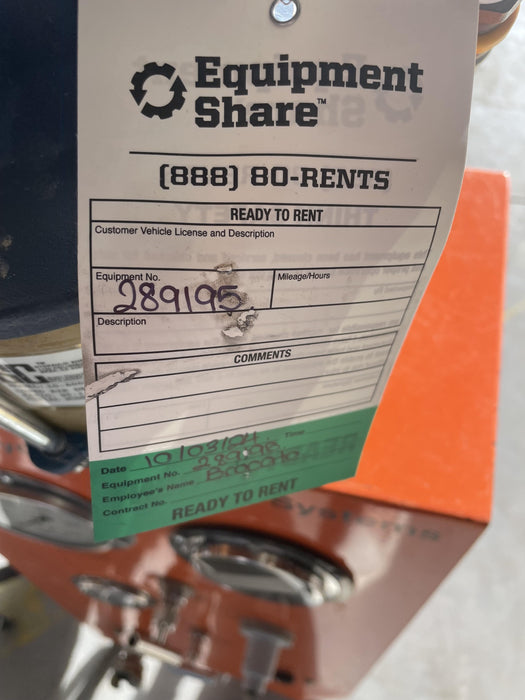 Equipment
Share™
(888) 80-RENTS
READY TO RENT
Customer Vehicle License and Description
Equipment No.
289195
Mileage/Hours
Description
COMMENTS
Date 10/03/ Time
Equipment No. 289195
Employee's Name
Contract No.
READY TO RENT
Systems